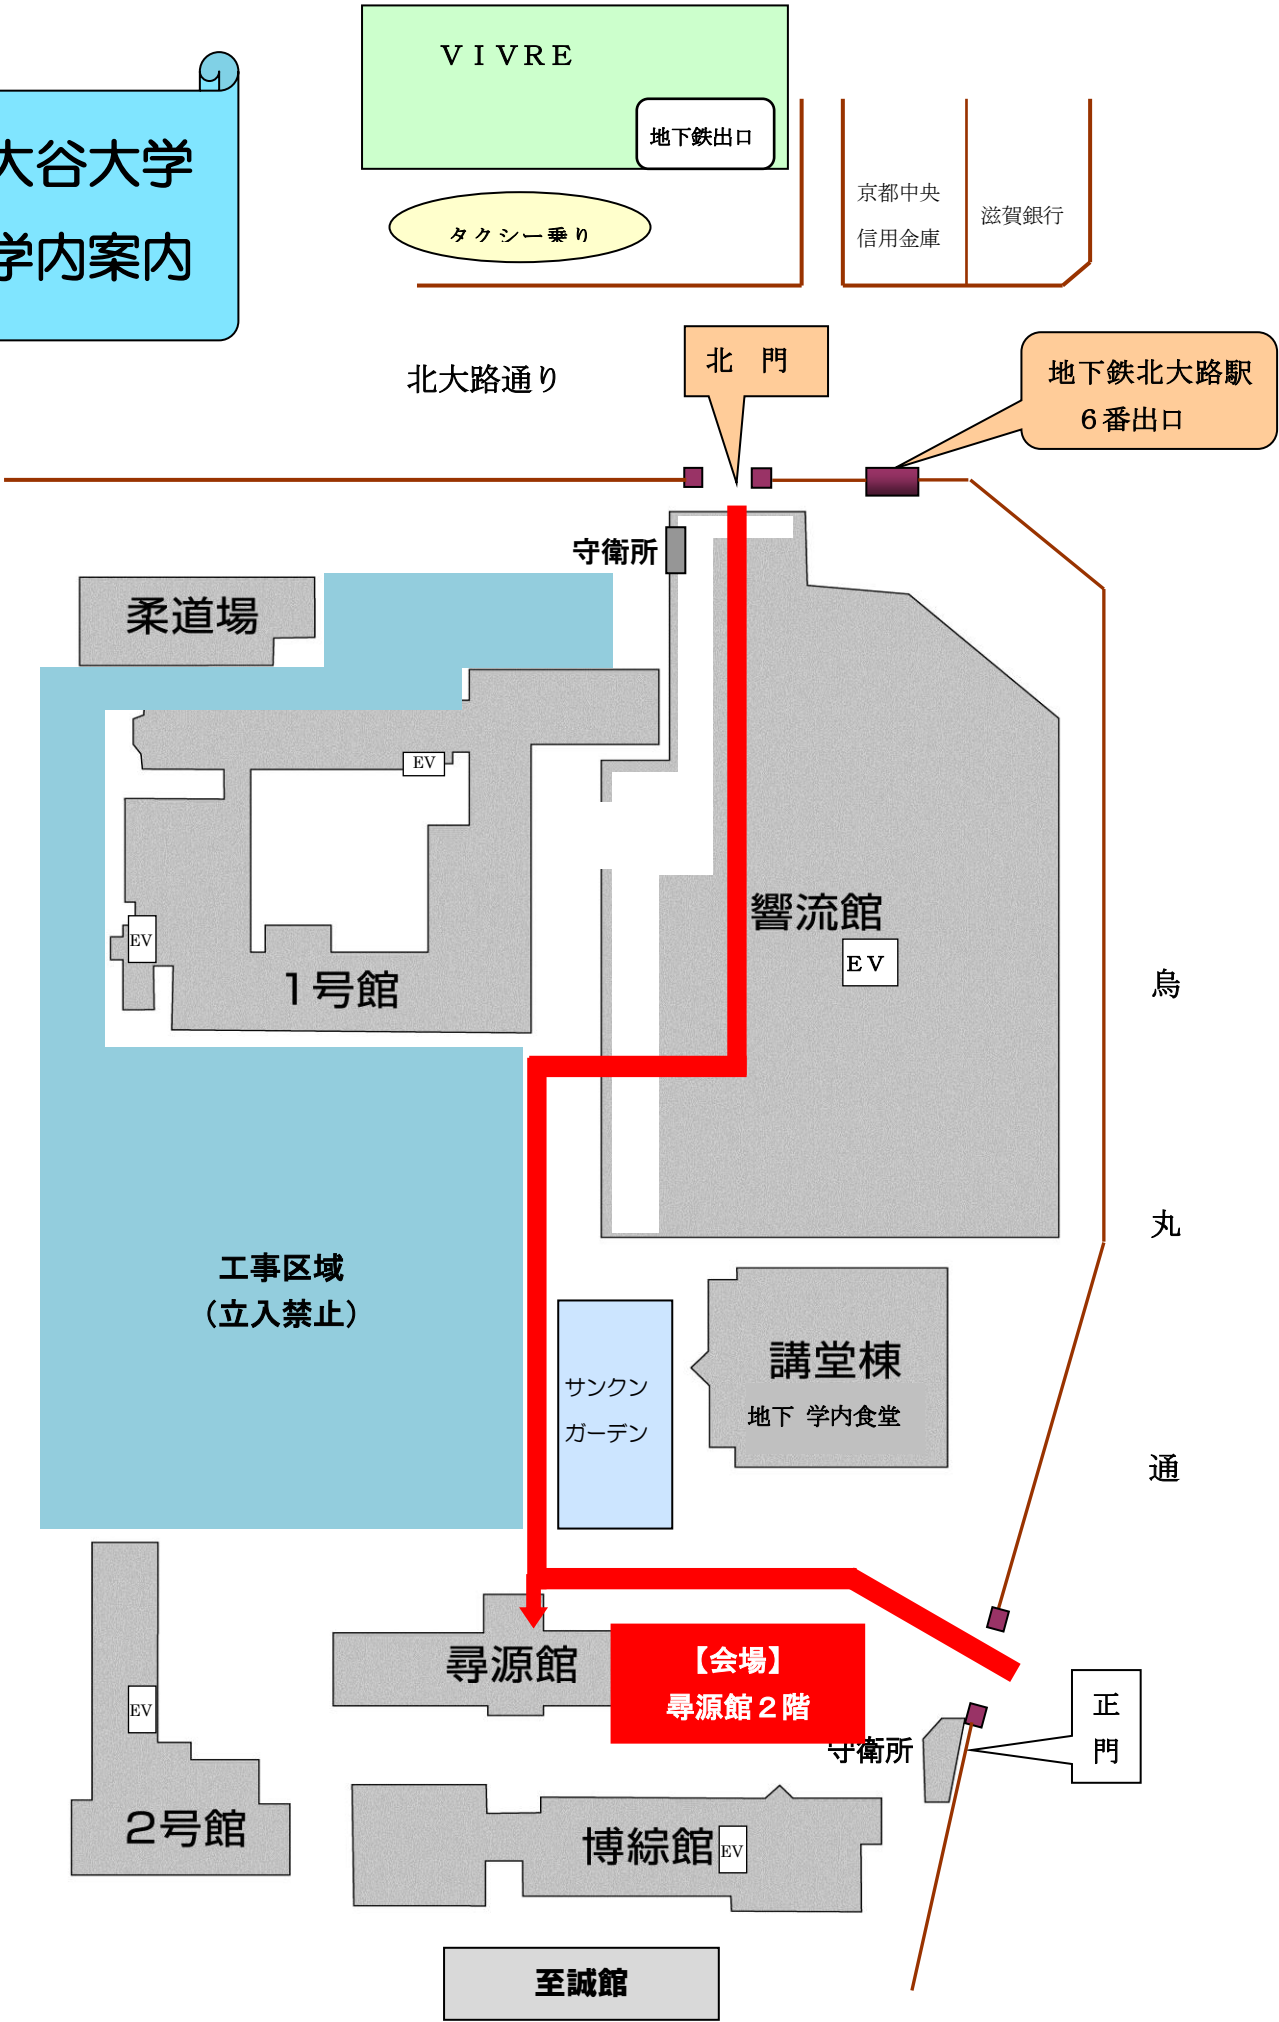 ＶＩＶＲＥ
地下鉄出口
大谷大学
学内案内
タクシー乗り
京都中央
信用金庫
滋賀銀行
北大路通り
北　門
地下鉄北大路駅
６番出口
守衛所
柔道場
EV
EV
1号館
響流館
ＥＶ
烏
丸
通
工事区域
（立入禁止）
サンクン
ガーデン
講堂棟
地下 学内食堂
尋源館
【会場】
尋源館２階
EV
正
門
守衛所
2号館
博綜館
EV
至誠館